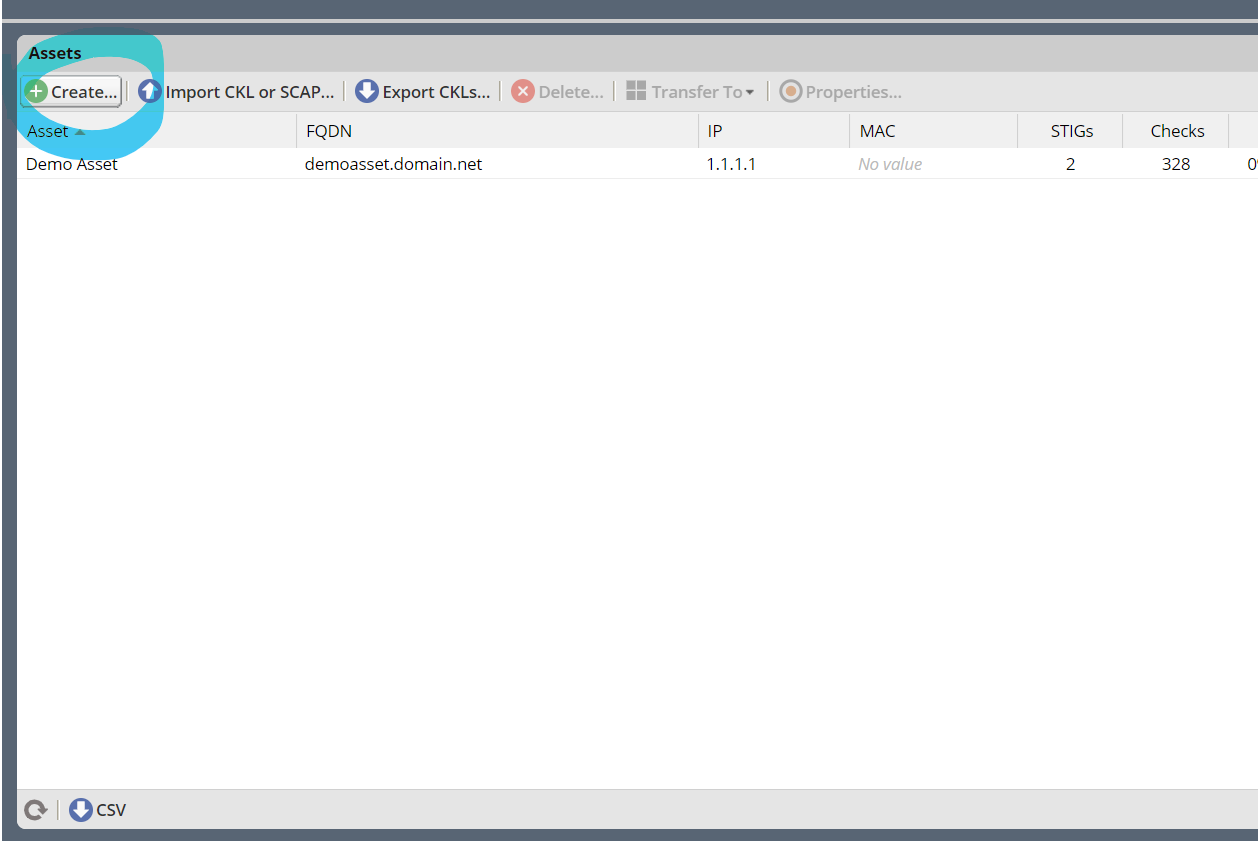 Assets
Create... Import CKL or SCAP... Export CKLs... Delete... Transfer To Properties...
Asset FQDN IP MAC STIGs Checks
Demo Asset demoasset.domain.net 1.1.1.1 No value 2 328
CSV